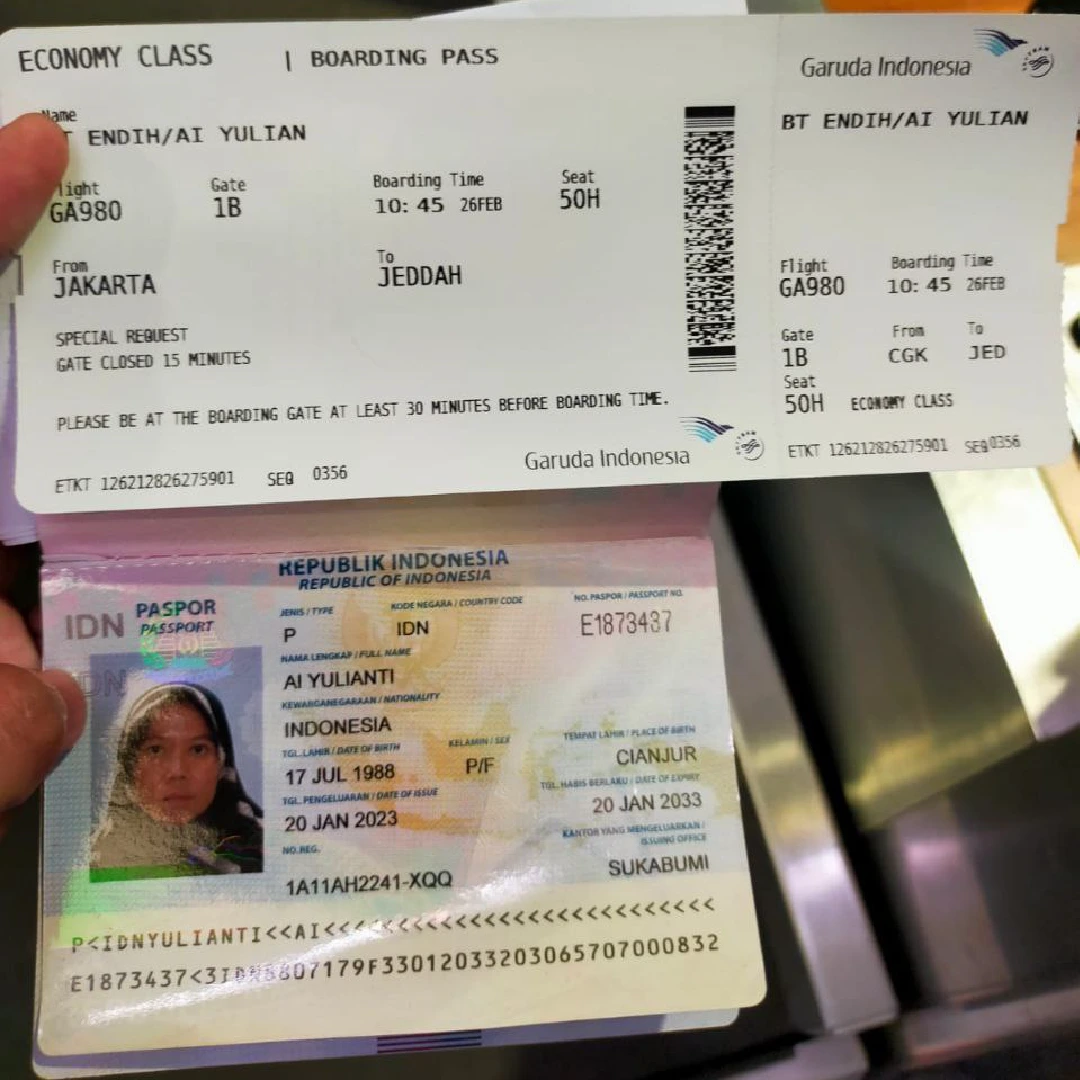 ECONOMY CLASS | BOARDING PASS
Garuda Indonesia
Name
ENDIH/AI YULIAN
BT ENDIH/AI YULIAN
Gate Boarding Time Seat
GA980 1B 10:45 26FEB 50H
From To
JAKARTA JEDDAH
SPECIAL REQUEST
GATE CLOSED 15 MINUTES
PLEASE BE AT THE BOARDING GATE AT LEAST 30 MINUTES BEFORE BOARDING TIME.
Garuda Indonesia
ETKT 126212826275901 SEQ 0356
Flight Boarding Time
GA980 10:45 26FEB
Gate From To
1B CGK JED
Seat
50H ECONOMY CLASS
ETKT 126212826275901 SEQ 0356
REPUBLIK INDONESIA
REPUBLIC OF INDONESIA
IDN PASPOR
PASSPORT
JENIS / TYPE KODE NEGARA / COUNTRY CODE NO. PASPOR / PASSPORT NO.
P IDN E1873437
NAMA LENGKAP / FULL NAME
AI YULIANTI
KEWARGANEGARAAN / NATIONALITY
INDONESIA
TGL. LAHIR / DATE OF BIRTH KELAMIN / SEX TEMPAT LAHIR / PLACE OF BIRTH
17 JUL 1988 P/F CIANJUR
TGL. PENGELUARAN / DATE OF ISSUE TGL. HABIS BERLAKU / DATE OF EXPIRY
20 JAN 2023 20 JAN 2033
NO. REG. KANTOR YANG MENGELUARKAN /
ISSUING OFFICE
1A11AH2241-XQQ SUKABUMI
P<IDNYULIANTI<<AI<<<<<<<<<<<<<<<<<<<<<<<<<<<
E1873437<3IDN8807179F3301203320306570700083​2